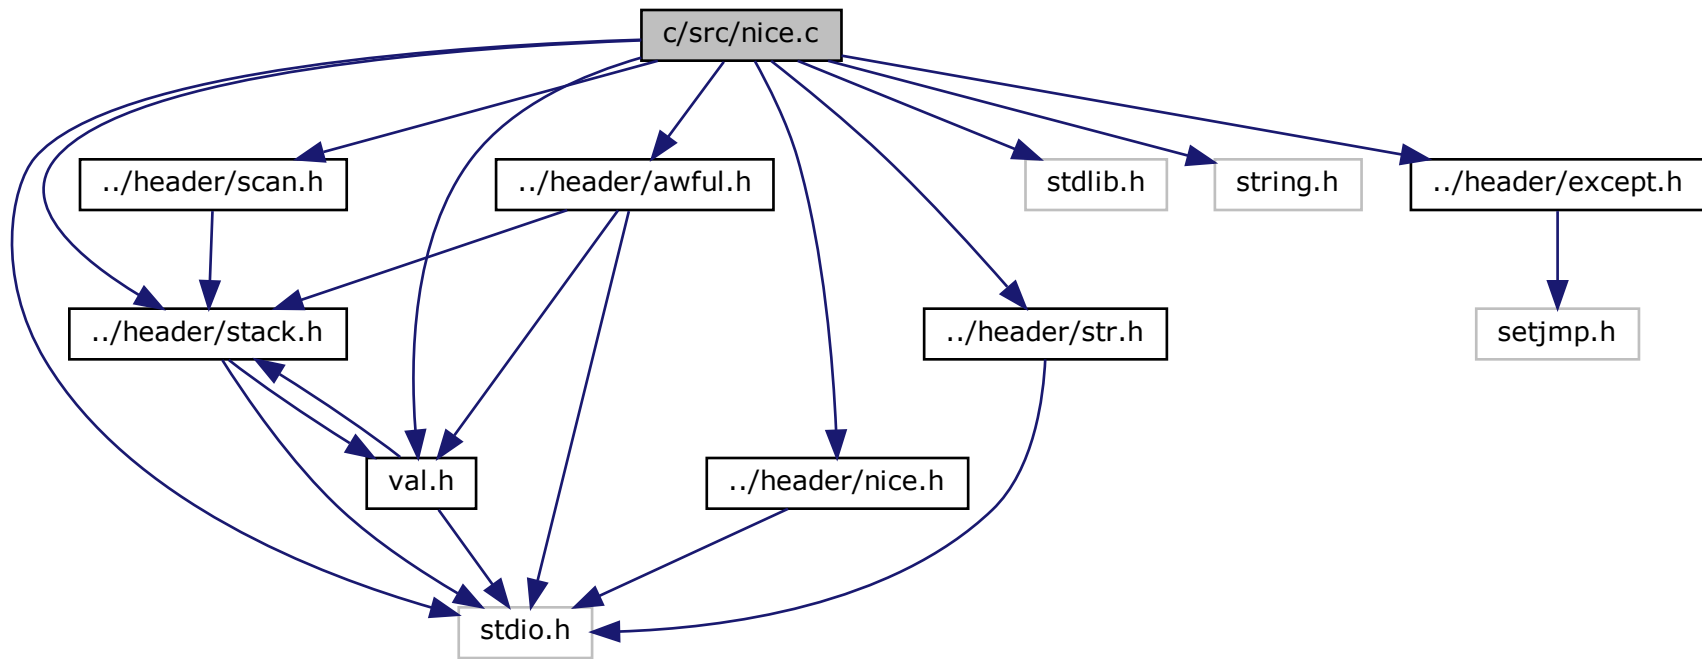 c/src/nice.c
../header/scan.h
../header/awful.h
stdlib.h
string.h
../header/except.h
../header/stack.h
../header/str.h
setjmp.h
val.h
../header/nice.h
stdio.h